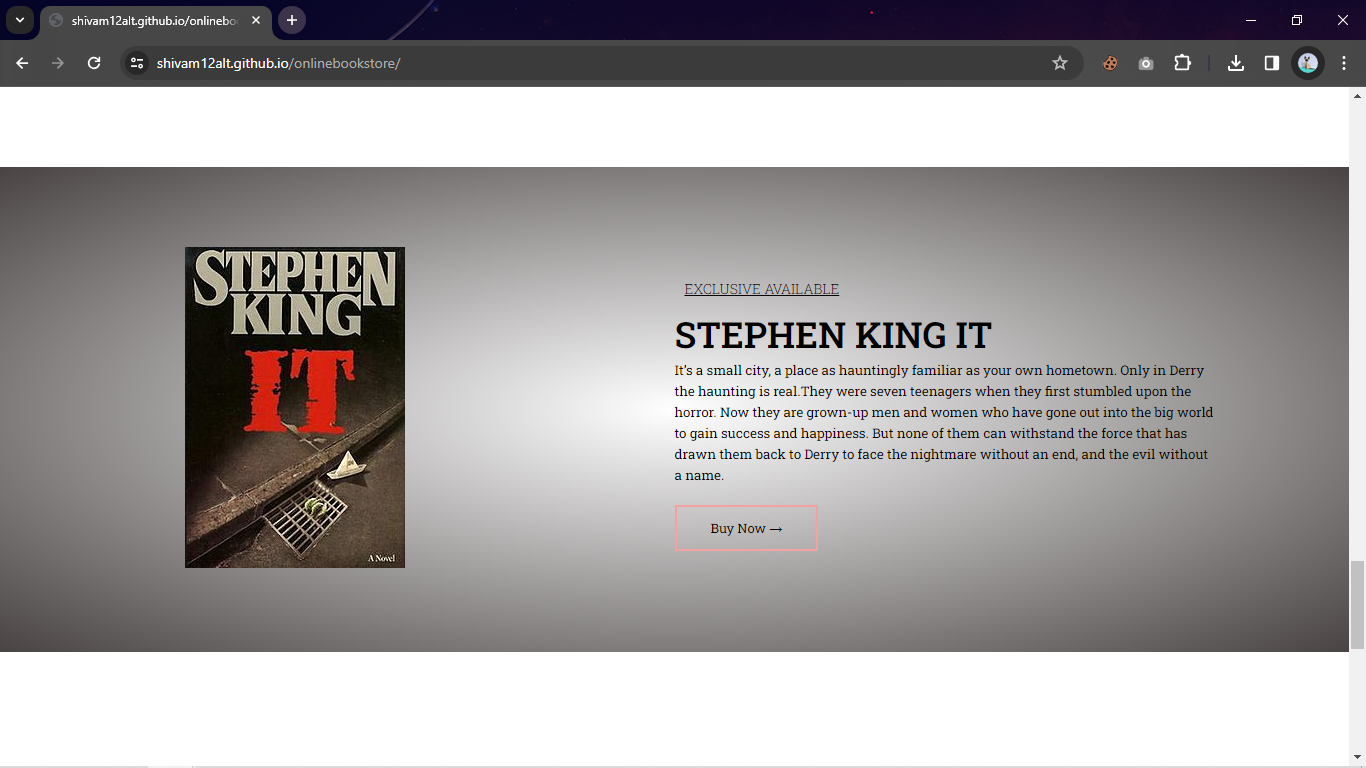 shivam12alt.github.io/onlinebo
shivam12alt.github.io/onlinebookstore/
STEPHEN
KING
IT
A Novel
EXCLUSIVE AVAILABLE
STEPHEN KING IT
It's a small city, a place as hauntingly familiar as your own hometown. Only in Derry
the haunting is real.They were seven teenagers when they first stumbled upon the
horror. Now they are grown-up men and women who have gone out into the big world
to gain success and happiness. But none of them can withstand the force that has
drawn them back to Derry to face the nightmare without an end, and the evil without
a name.
Buy Now →